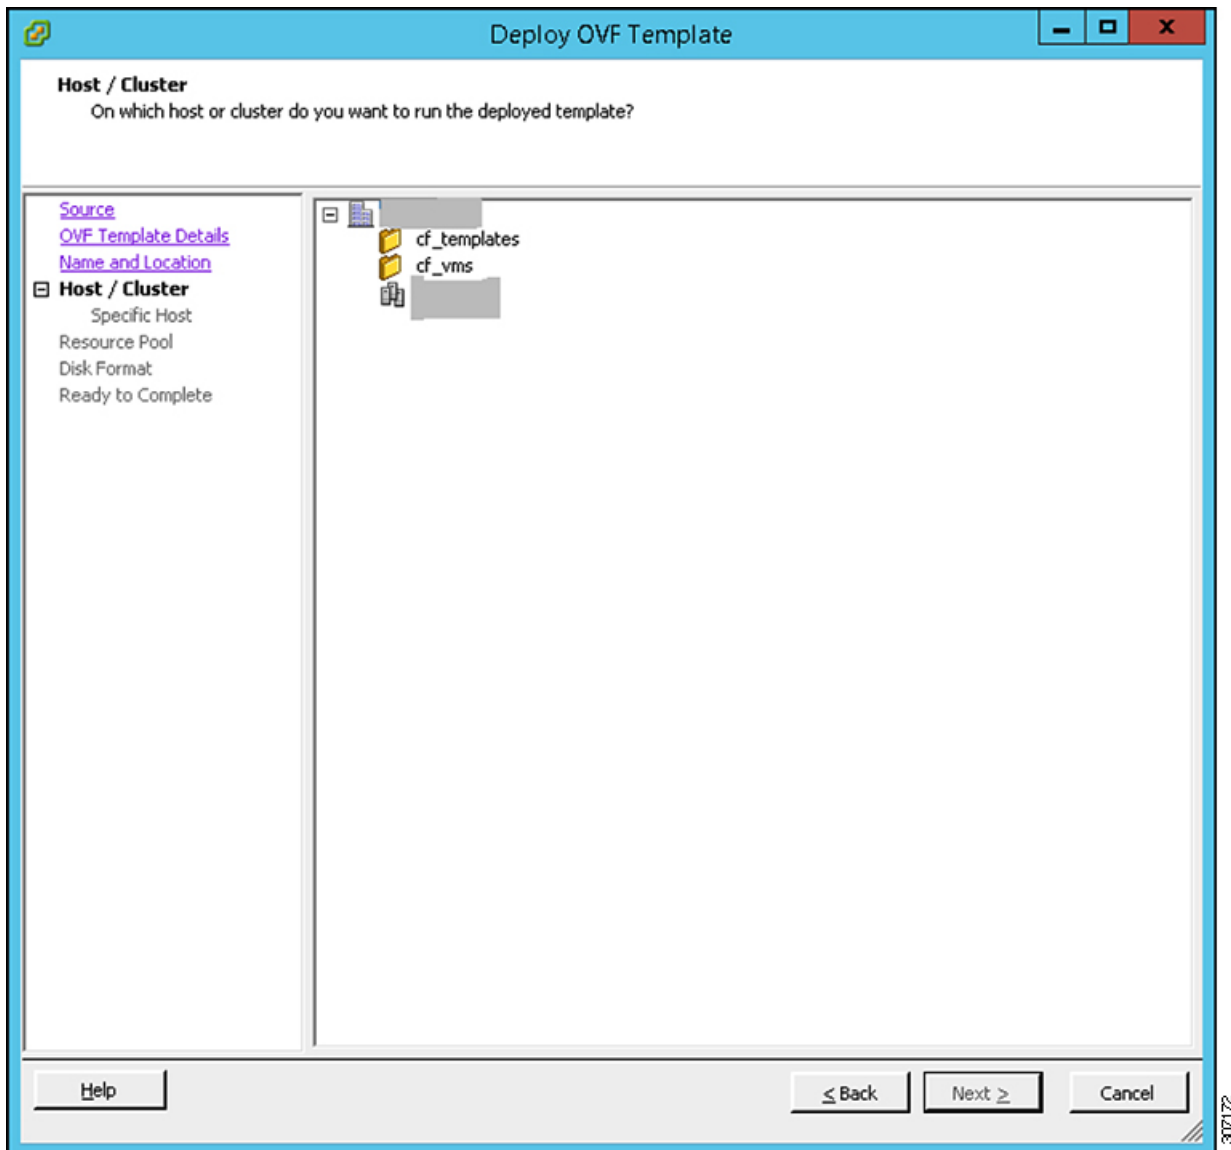 Deploy OVF Template
Host / Cluster
On which host or cluster do you want to run the deployed template?
Source
OVF Template Details
Name and Location
Host / Cluster
Specific Host
Resource Pool
Disk Format
Ready to Complete
cf_templates
cf_vms
Help
≤ Back
Next ≥
Cancel
307172